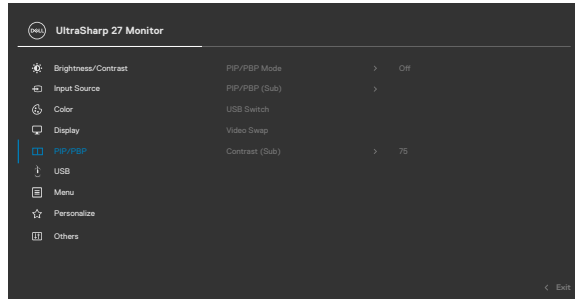 DELL UltraSharp 27 Monitor
Brightness/Contrast PIP/PBP Mode > Off
Input Source PIP/PBP (Sub) >
Color USB Switch
Display Video Swap
PIP/PBP Contrast (Sub) > 75
USB
Menu
Personalize
Others
< Exit